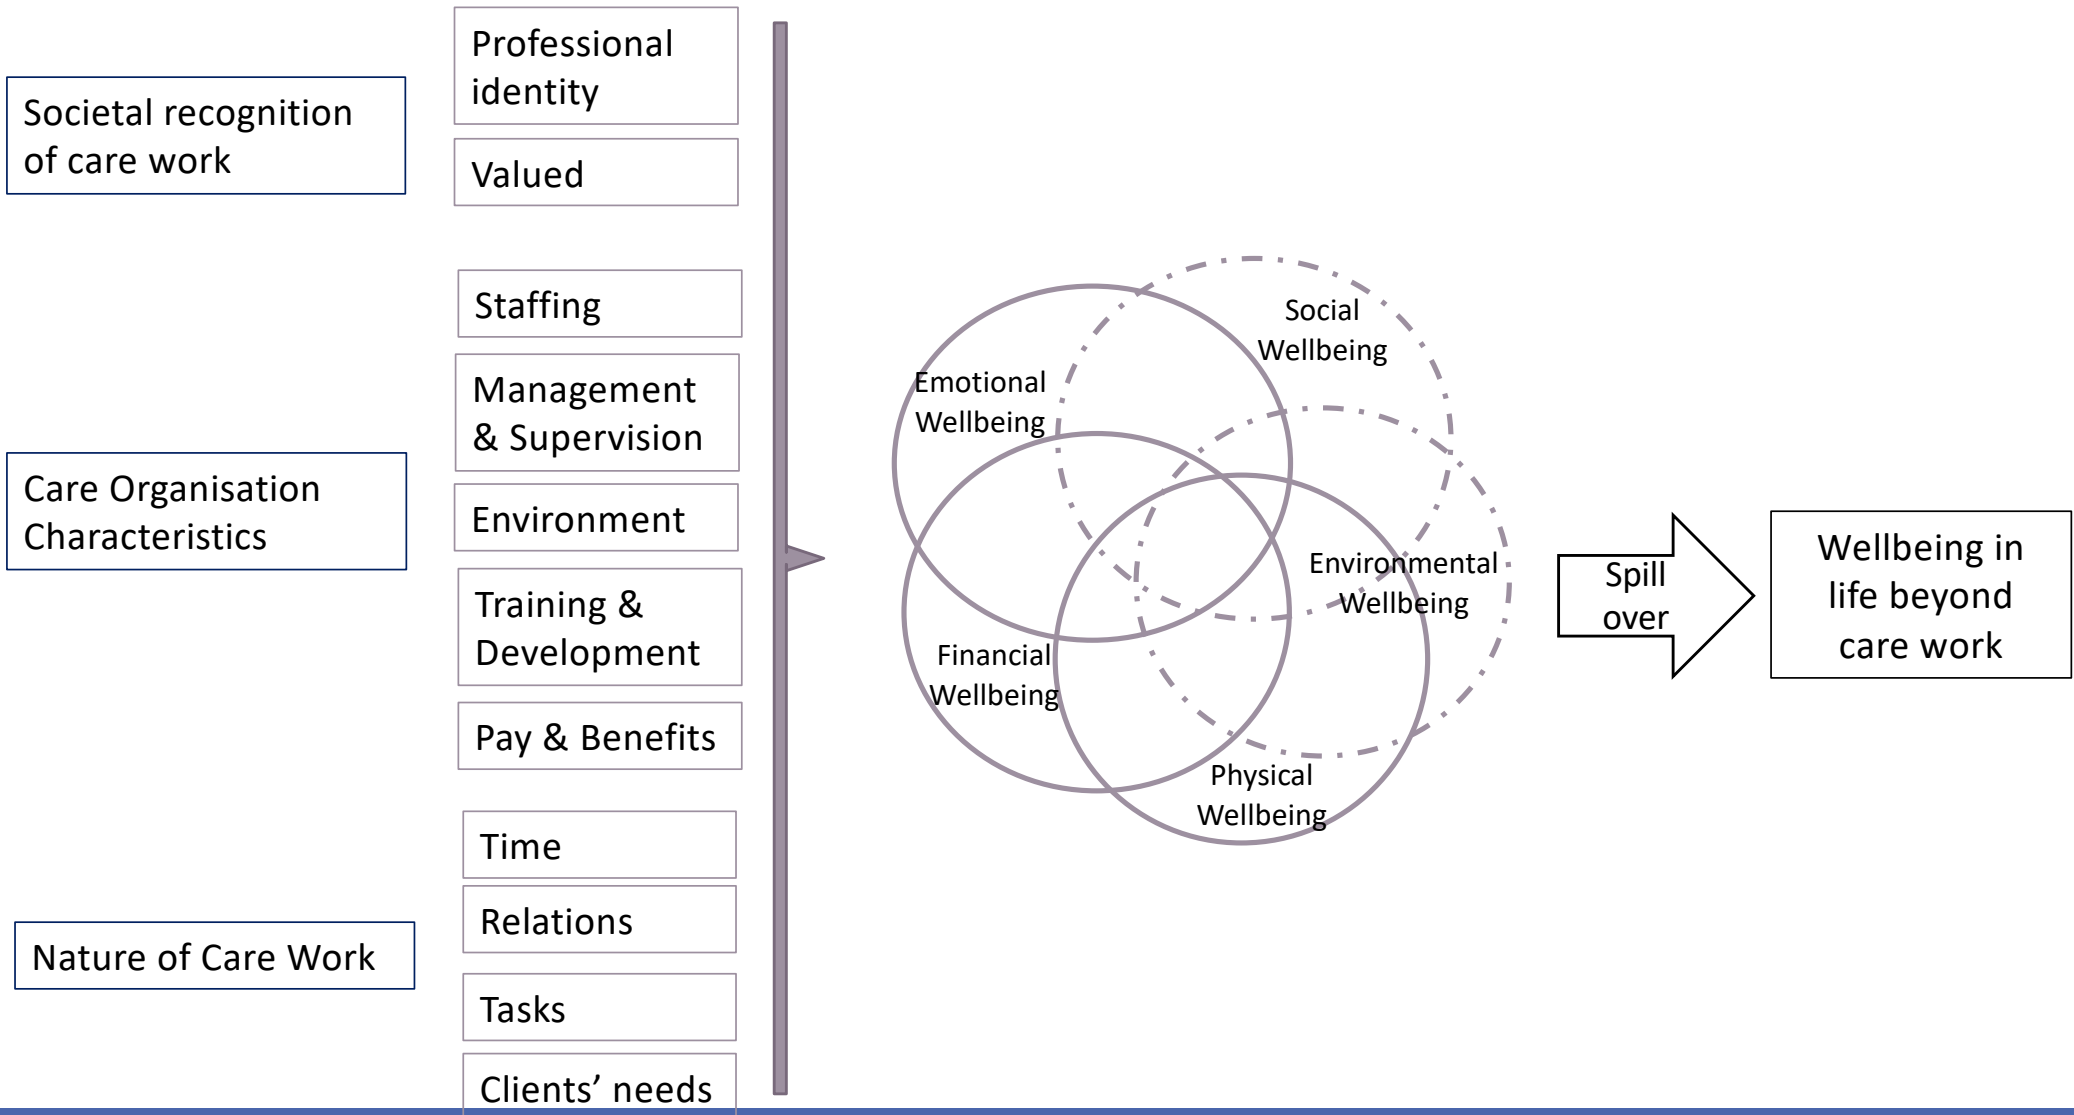 Societal recognition
of care work
Professional
identity
Valued
Care Organisation
Characteristics
Staffing
Management
& Supervision
Environment
Training &
Development
Pay & Benefits
Nature of Care Work
Time
Relations
Tasks
Clients’ needs
Emotional
Wellbeing
Social
Wellbeing
Environmental
Wellbeing
Financial
Wellbeing
Physical
Wellbeing
Spill
over
Wellbeing in
life beyond
care work